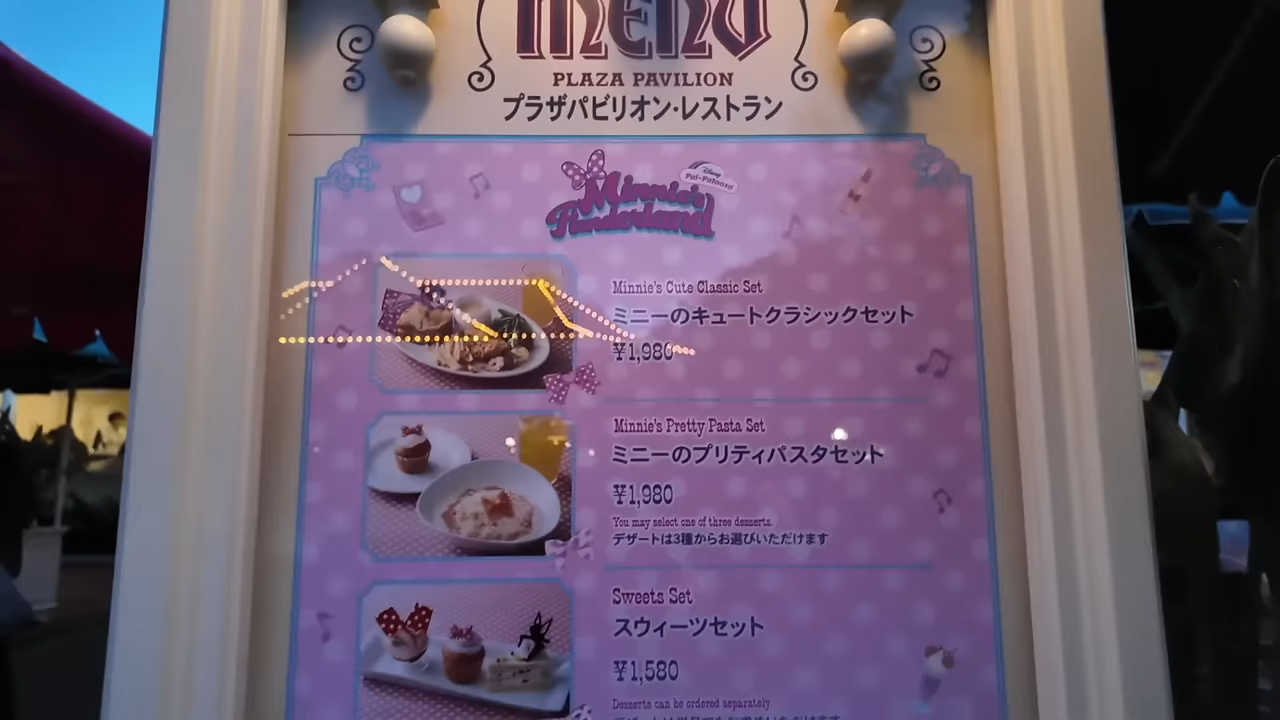 MENU
PLAZA PAVILION
プラザパビリオン・レストラン
Disney
Pal-Palooza
Minnie's
Funderland
Minnie's Cute Classic Set
ミニーのキュートクラシックセット
¥1,980
Minnie's Pretty Pasta Set
ミニーのプリティパスタセット
¥1,980
You may select one of three desserts.
デザートは3種からお選びいただけます
Sweets Set
スウィーツセット
¥1,580
Desserts can be ordered separately.